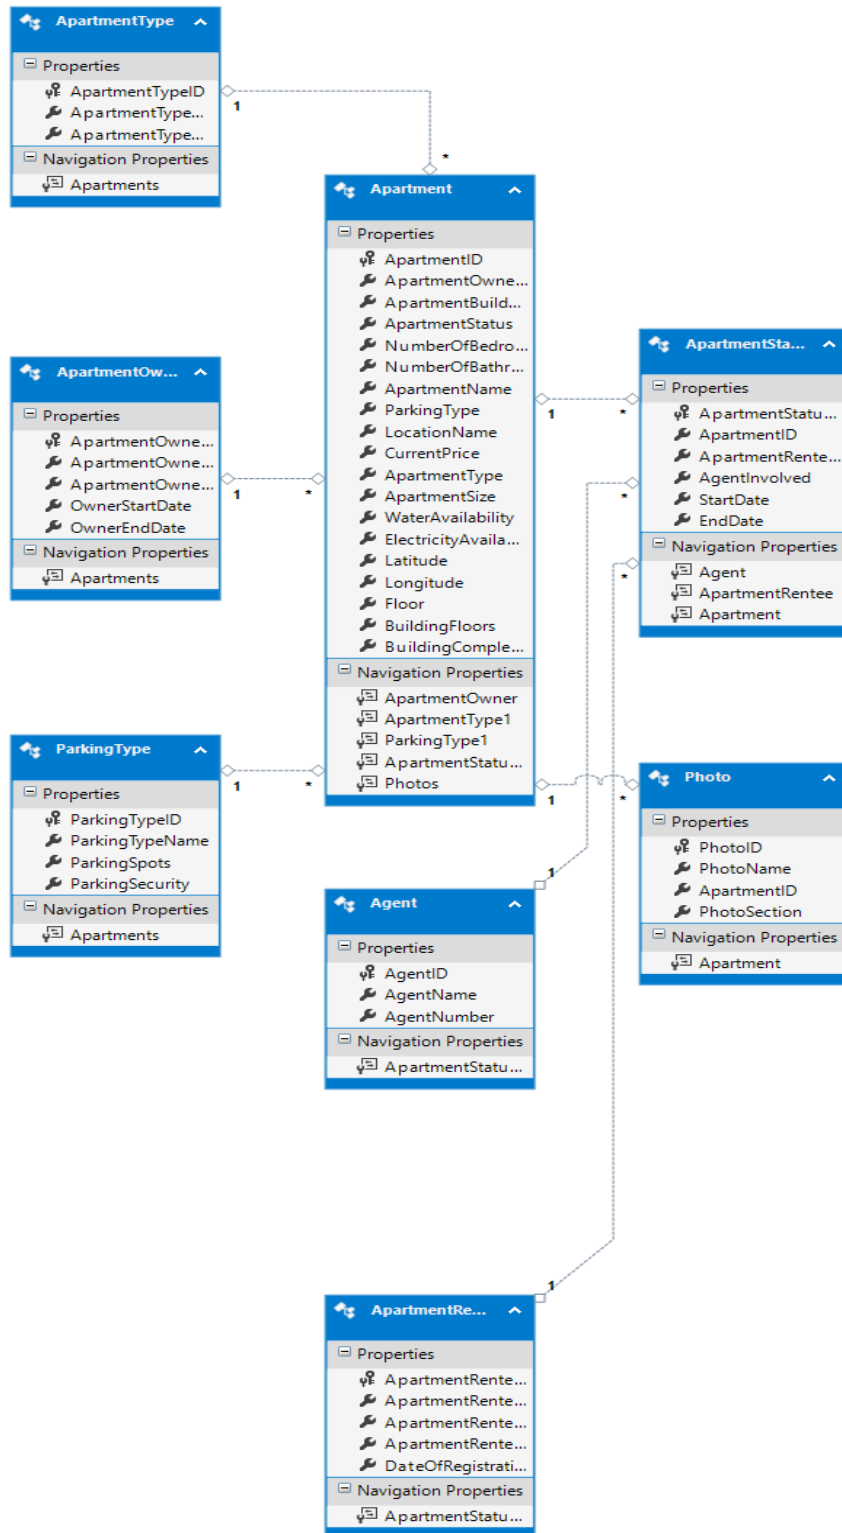 ApartmentType
Properties
ApartmentTypeID
ApartmentType...
ApartmentType...
Navigation Properties
Apartments
1
*
Apartment
Properties
ApartmentID
ApartmentOwne...
ApartmentBuild...
ApartmentStatus
NumberOfBedro...
NumberOfBathr...
ApartmentName
ParkingType
LocationName
CurrentPrice
ApartmentType
ApartmentSize
WaterAvailability
ElectricityAvaila...
Latitude
Longitude
Floor
BuildingFloors
BuildingComple...
Navigation Properties
ApartmentOwner
ApartmentType1
ParkingType1
ApartmentStatu...
Photos
ApartmentOw...
Properties
ApartmentOwne...
ApartmentOwne...
ApartmentOwne...
OwnerStartDate
OwnerEndDate
Navigation Properties
Apartments
1
*
ApartmentSta...
Properties
ApartmentStatu...
ApartmentID
ApartmentRente...
AgentInvolved
StartDate
EndDate
Navigation Properties
Agent
ApartmentRentee
Apartment
1
*
*
*
ParkingType
Properties
ParkingTypeID
ParkingTypeName
ParkingSpots
ParkingSecurity
Navigation Properties
Apartments
1
*
Photo
Properties
PhotoID
PhotoName
ApartmentID
PhotoSection
Navigation Properties
Apartment
1
*
Agent
Properties
AgentID
AgentName
AgentNumber
Navigation Properties
ApartmentStatu...
1
ApartmentRe...
Properties
ApartmentRente...
ApartmentRente...
ApartmentRente...
ApartmentRente...
DateOfRegistrati...
Navigation Properties
ApartmentStatu...
1